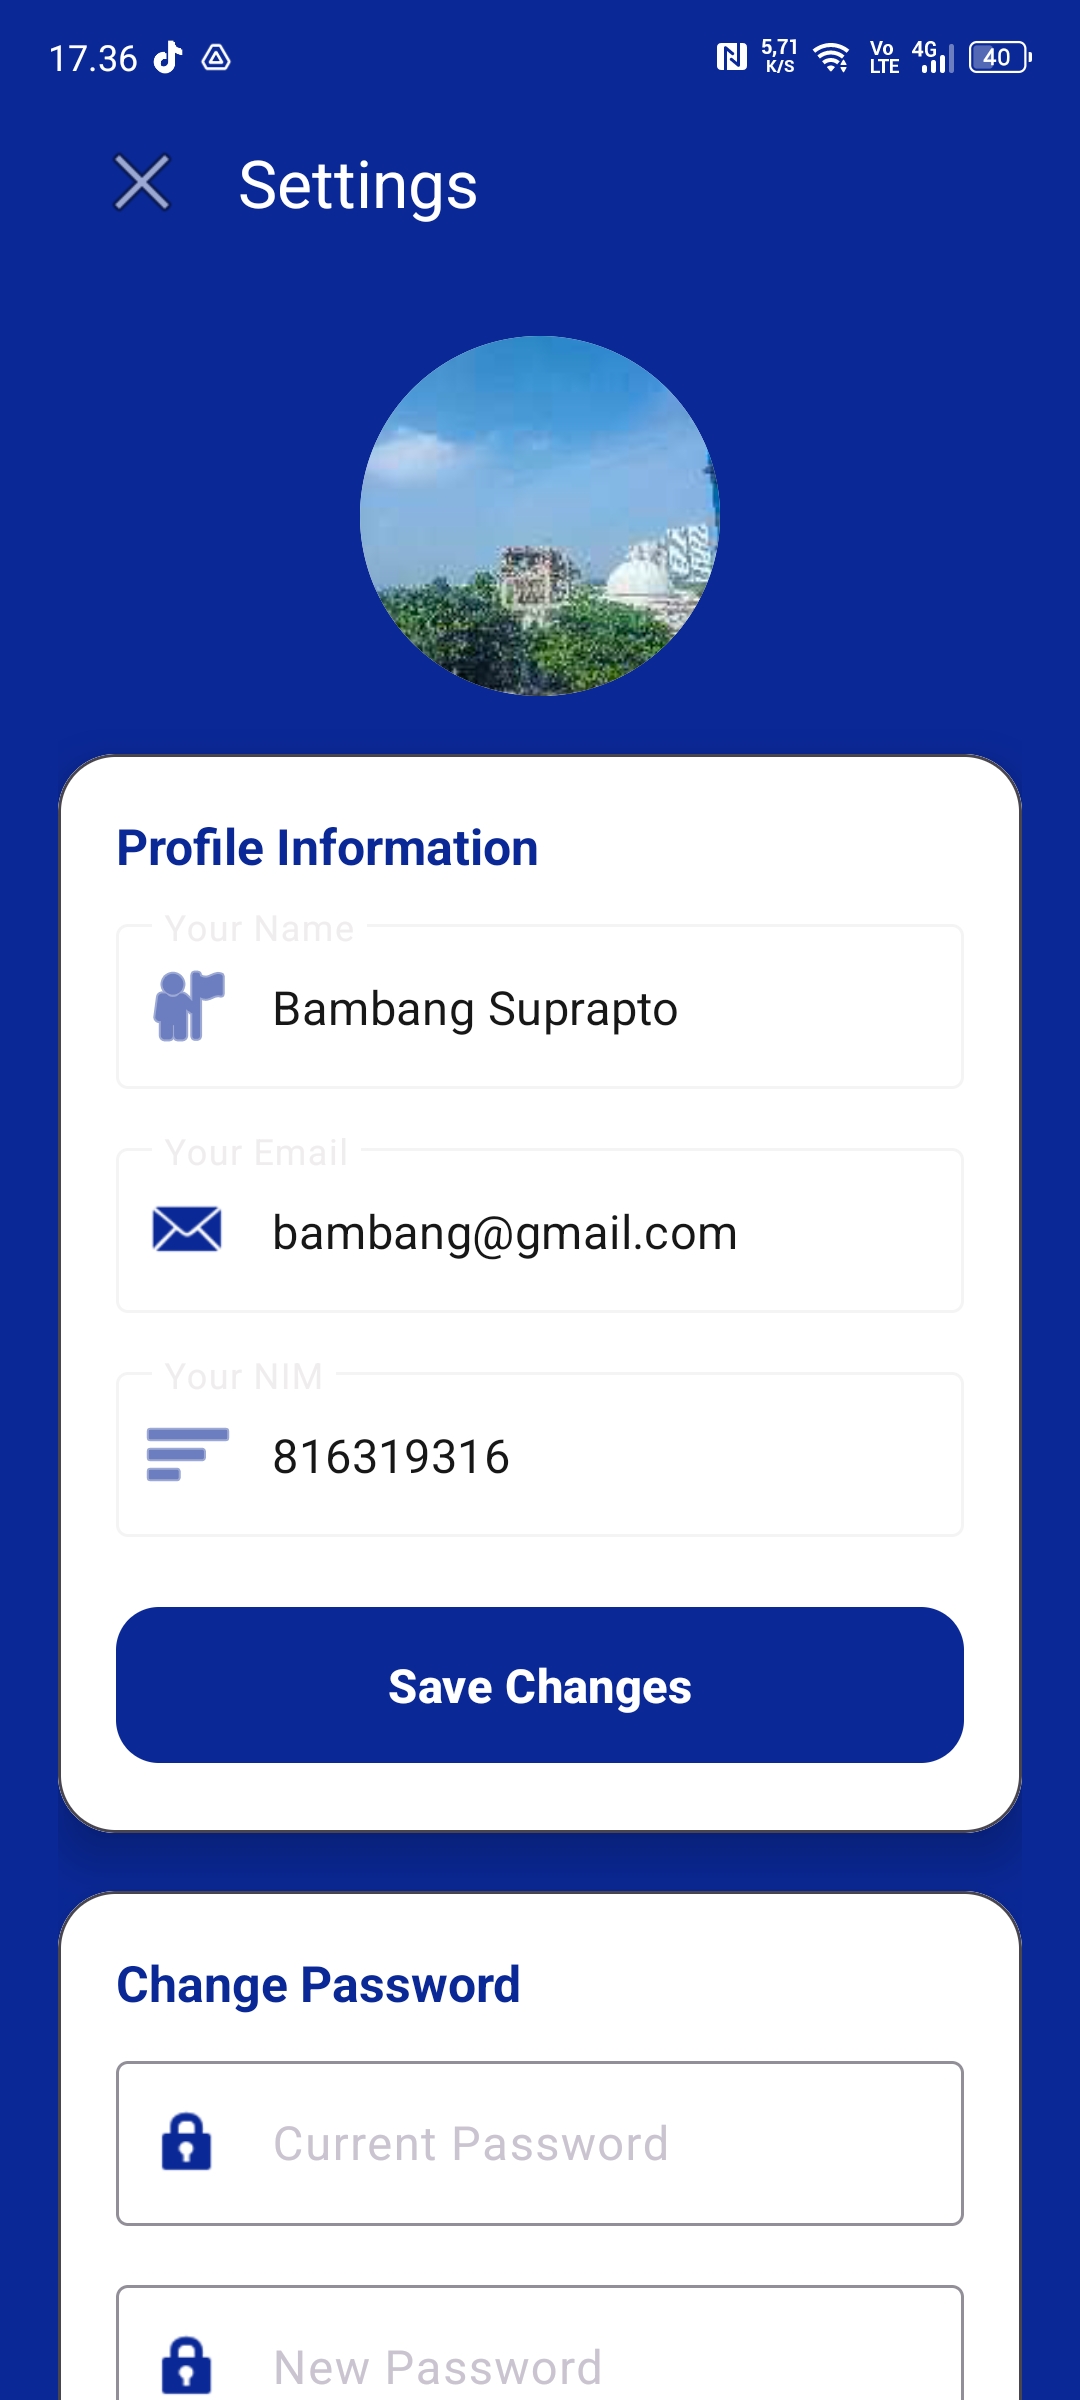 17.36
5,71 K/S
Vo LTE
4G
40
Settings
Profile Information
Your Name
Bambang Suprapto
Your Email
bambang@gmail.com
Your NIM
816319316
Save Changes
Change Password
Current Password
New Password